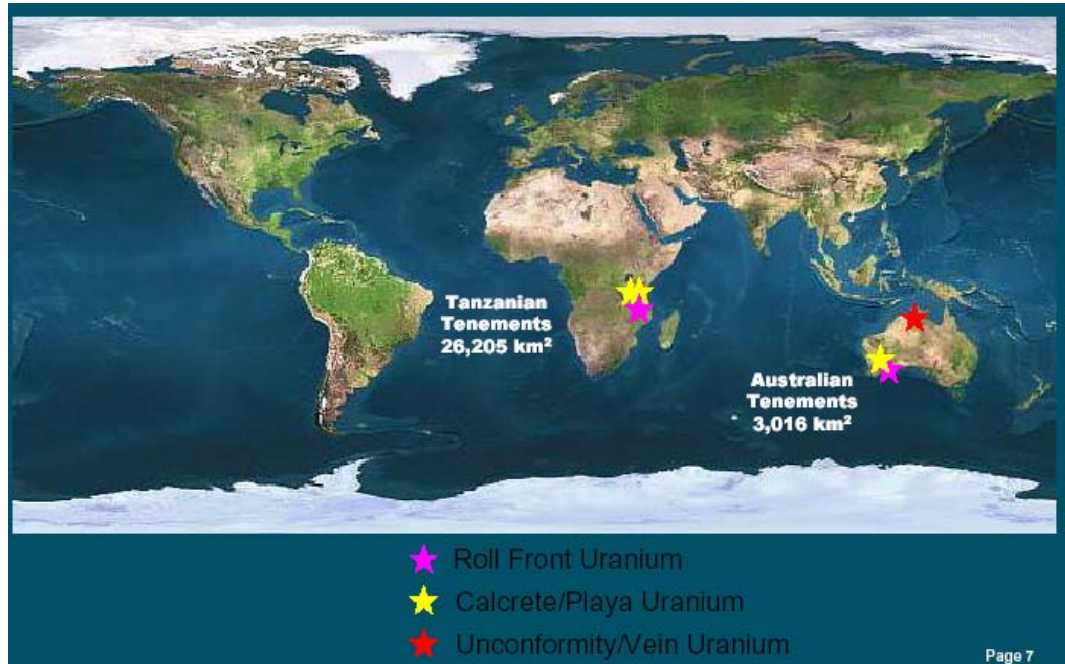 Tanzanian
Tenements
26,205 km²
Australian
Tenements
3,016 km²
Roll Front Uranium
Calcrete/Playa Uranium
Unconformity/Vein Uranium
Page 7